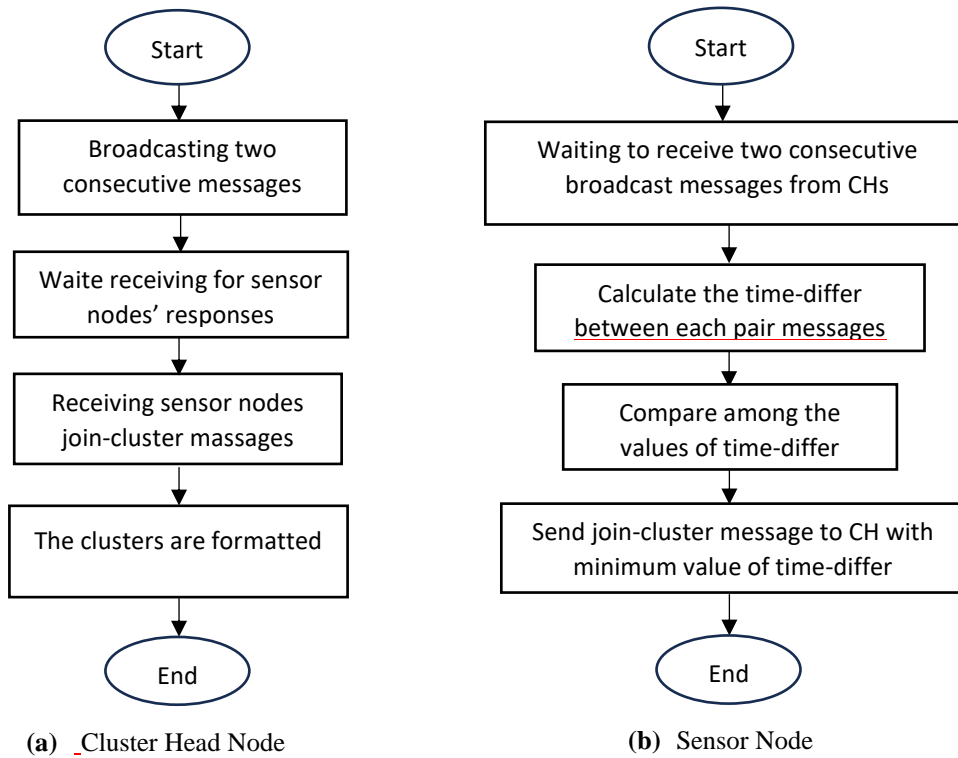 Start
Broadcasting two
consecutive messages
Waite receiving for sensor
nodes’ responses
Receiving sensor nodes
join-cluster massages
The clusters are formatted
End
(a) Cluster Head Node
Start
Waiting to receive two consecutive
broadcast messages from CHs
Calculate the time-differ
between each pair messages
Compare among the
values of time-differ
Send join-cluster message to CH with
minimum value of time-differ
End
(b) Sensor Node